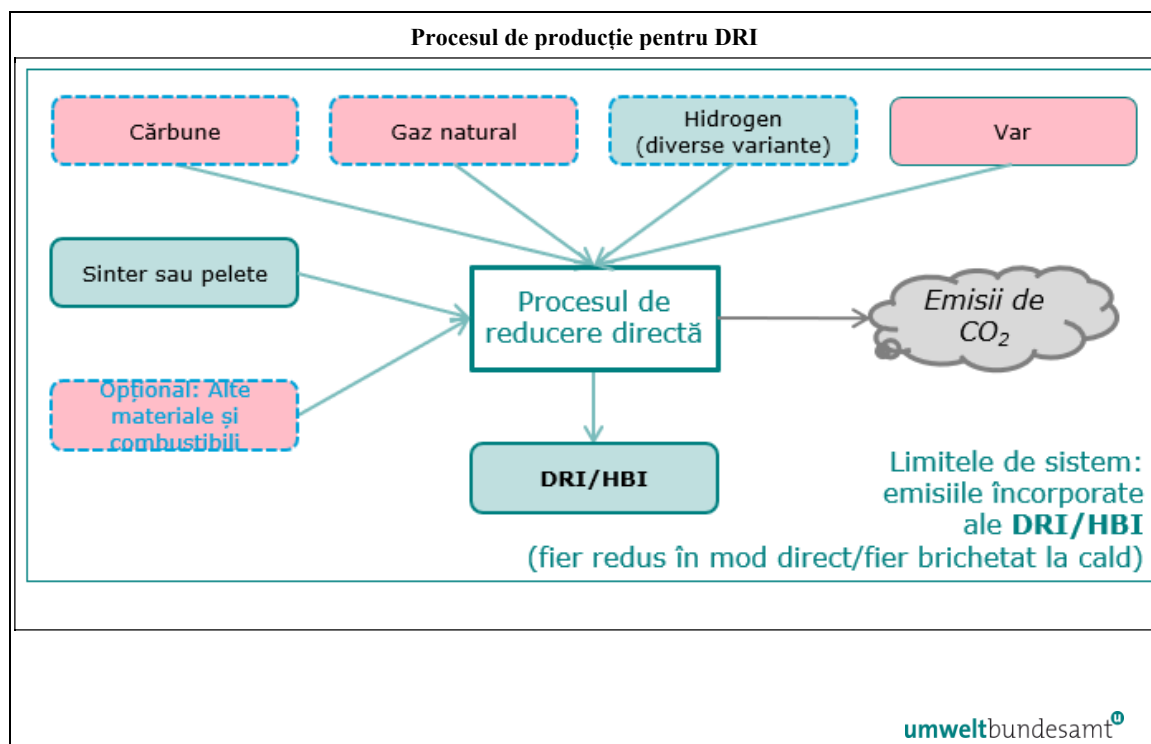 Procesul de producție pentru DRI
Cărbune
Gaz natural
Hidrogen
(diverse variante)
Var
Sinter sau pelete
Procesul de
reducere directă
Emisii de
CO₂
Opțional: Alte
materiale și
combustibili
DRI/HBI
Limitele de sistem:
emisiile încorporate
ale DRI/HBI
(fier redus în mod direct/fier brichetat la cald)
umweltbundesamt